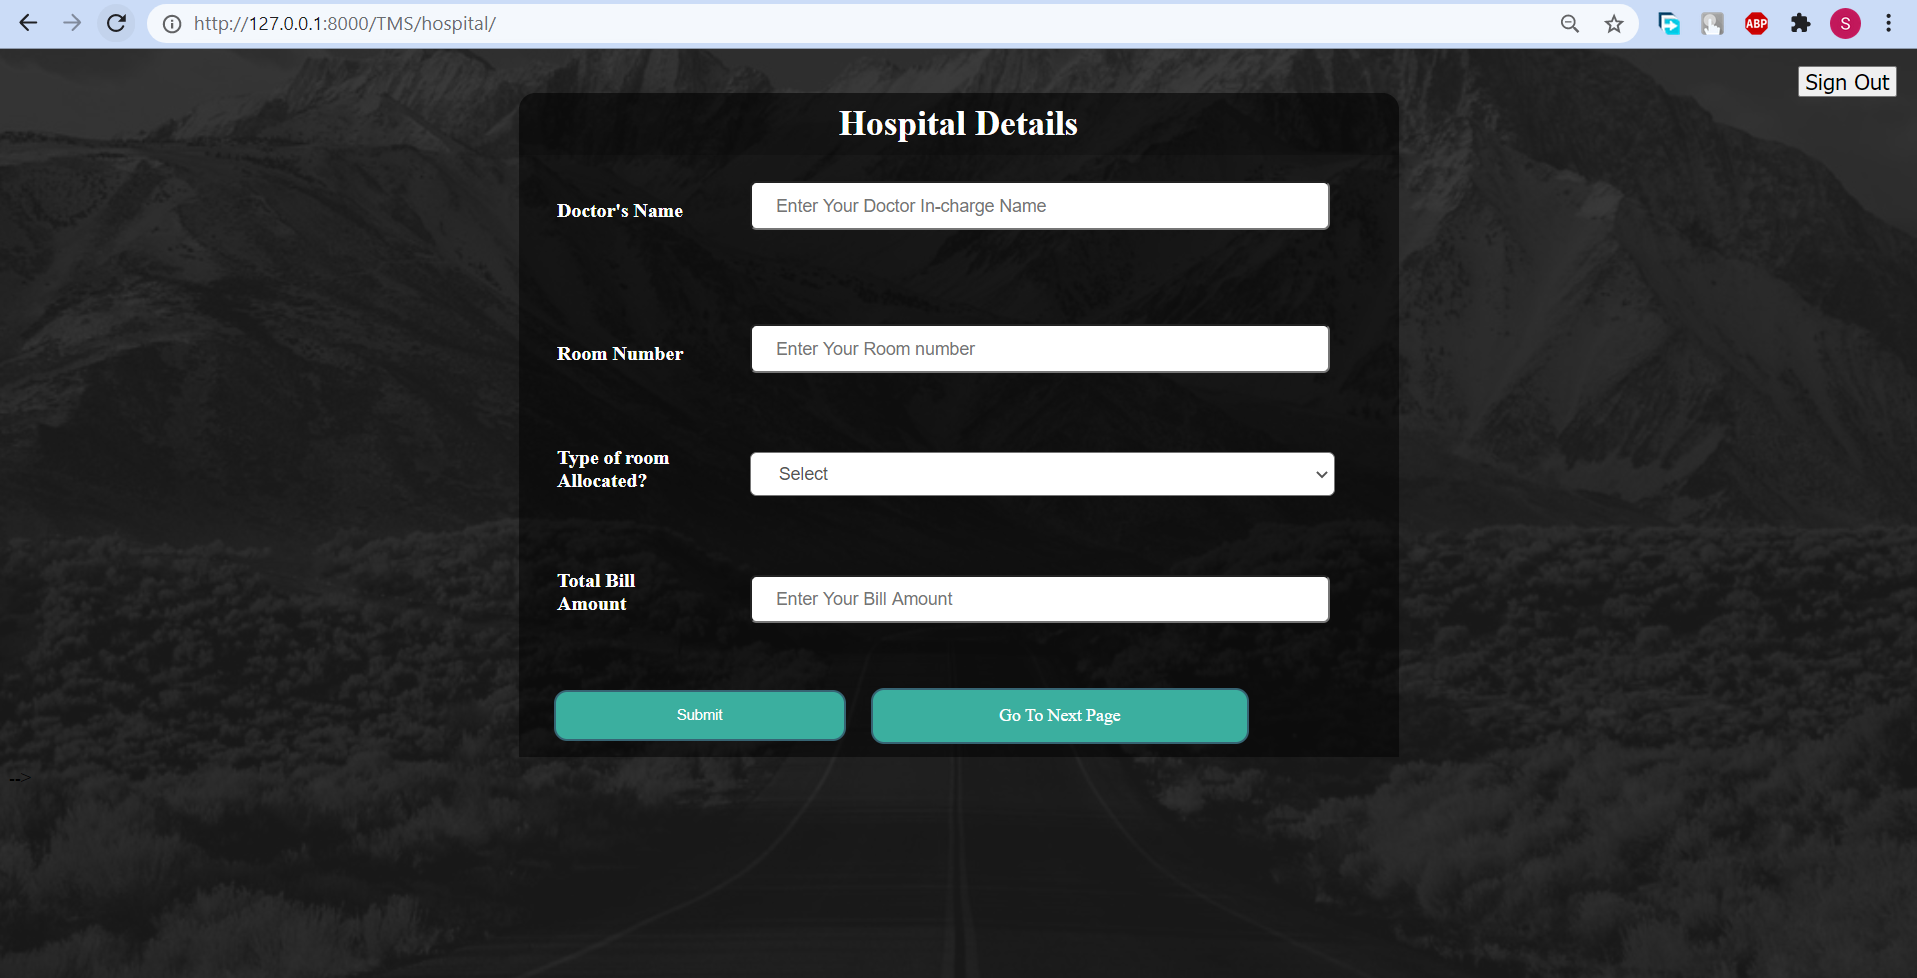 http://127.0.0.1:8000/TMS/hospital/
ABP
S
Sign Out
Hospital Details
Doctor's Name
Enter Your Doctor In-charge Name
Room Number
Enter Your Room number
Type of room
Allocated?
Select
Total Bill
Amount
Enter Your Bill Amount
Submit
Go To Next Page
-->